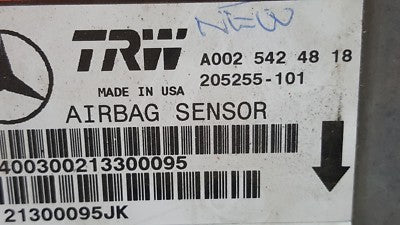 NEW
TRW A002 542 48 18
MADE IN USA 205255-101
AIRBAG SENSOR
400300213300095
21300095JK